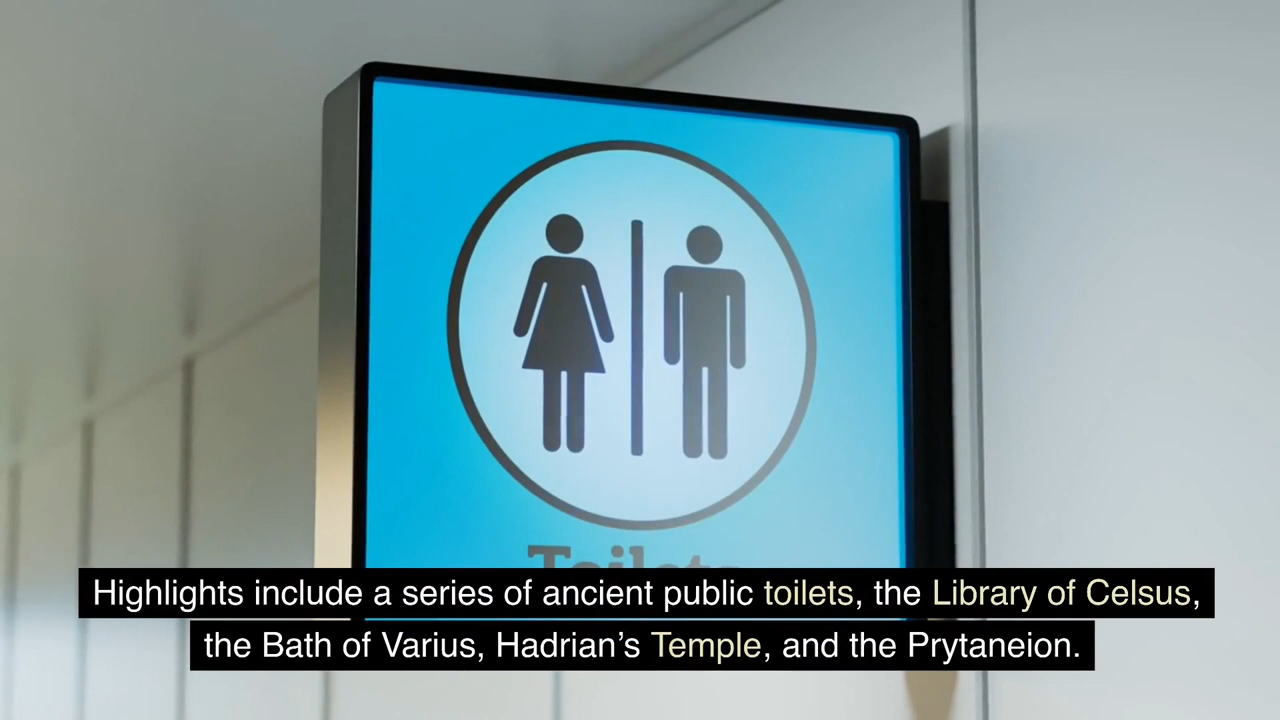 Toilets
Highlights include a series of ancient public toilets, the Library of Celsus,
the Bath of Varius, Hadrian’s Temple, and the Prytaneion.